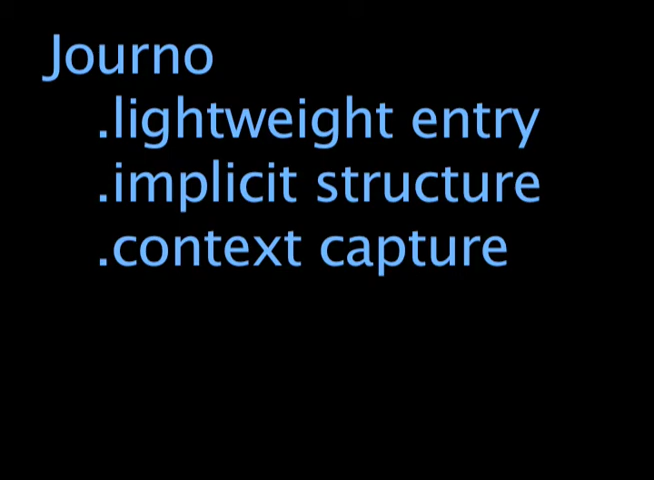 Journo
.lightweight entry
.implicit structure
.context capture